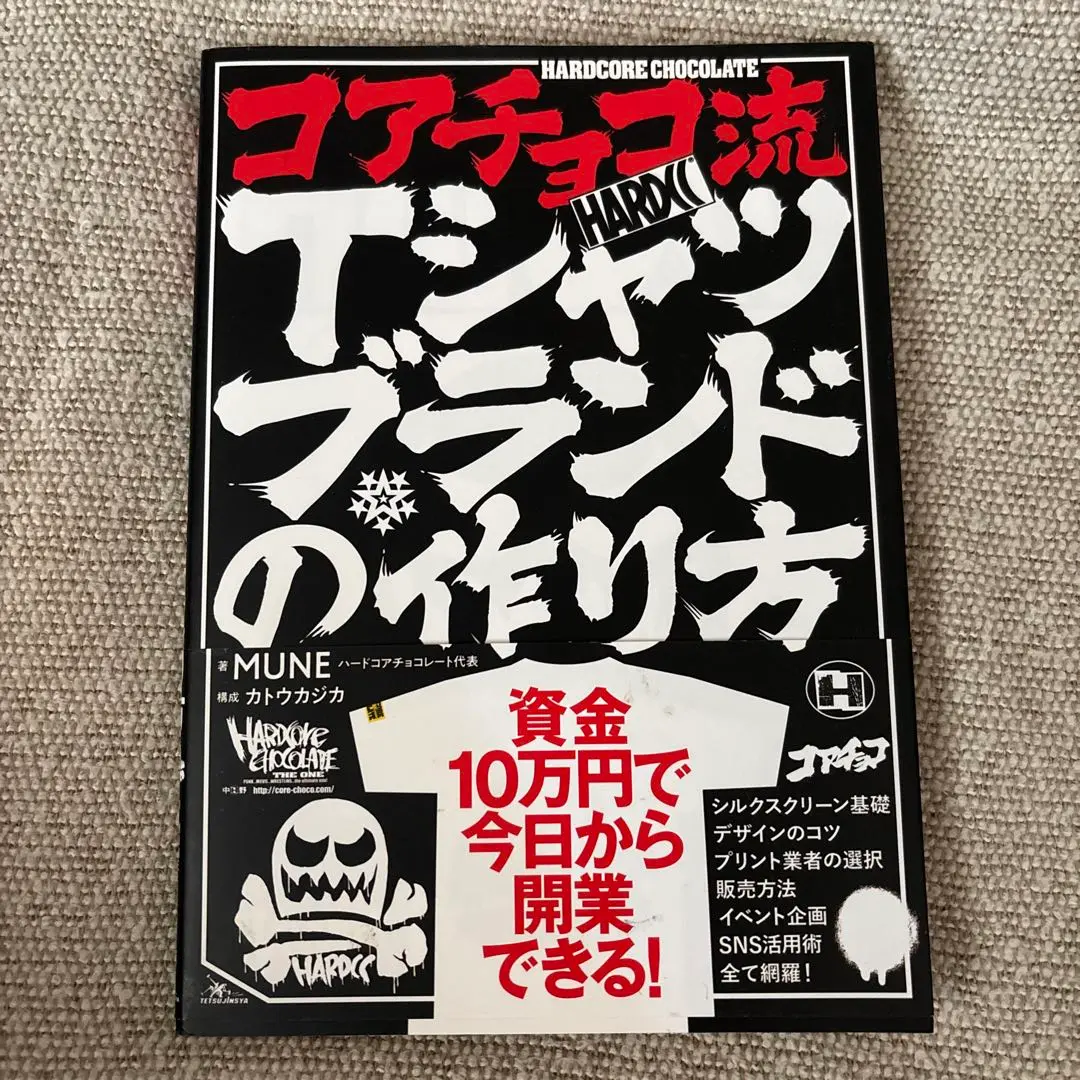 HARDCORE CHOCOLATE
コアチョコ流
HARDCC
Tシャツ
ブランド
の作り方
著 MUNE ハードコアチョコレート代表
構成 カトウカジカ
HARDCORE
CHOCOLATE
THE ONE
http://core-choco.com/
HARDCC
TETSUJINSYA
資金
10万円で
今日から
開業
できる!
H
コアチョコ
シルクスクリーン基礎
デザインのコツ
プリント業者の選択
販売方法
イベント企画
SNS活用術
全て網羅!